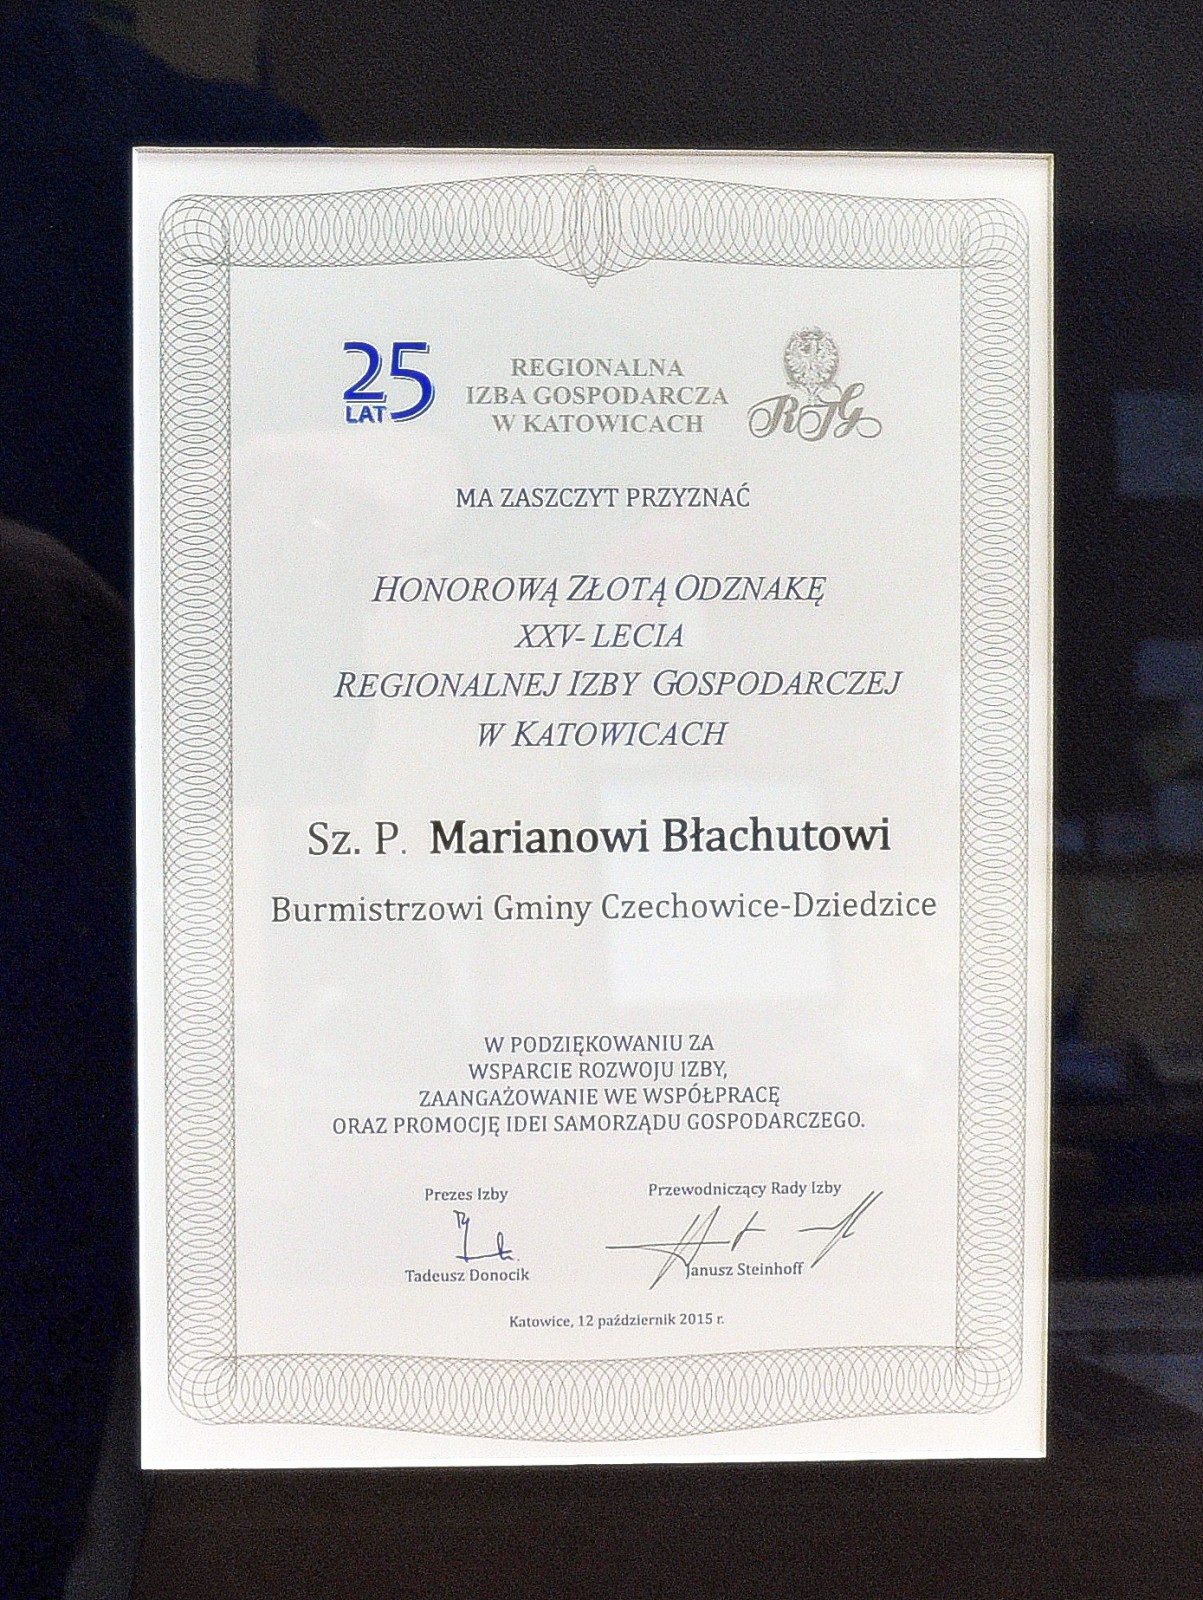 25 LAT
REGIONALNA
IZBA GOSPODARCZA
W KATOWICACH
RIG
MA ZASZCZYT PRZYZNAĆ
HONOROWĄ ZŁOTĄ ODZNAKĘ
XXV- LECIA
REGIONALNEJ IZBY GOSPODARCZEJ
W KATOWICACH
Sz. P. Marianowi Błachutowi
Burmistrzowi Gminy Czechowice-Dziedzice
W PODZIĘKOWANIU ZA
WSPARCIE ROZWOJU IZBY,
ZAANGAŻOWANIE WE WSPÓŁPRACĘ
ORAZ PROMOCJĘ IDEI SAMORZĄDU GOSPODARCZEGO.
Prezes Izby
Tadeusz Donocik
Przewodniczący Rady Izby
Janusz Steinhoff
Katowice, 12 październik 2015 r.